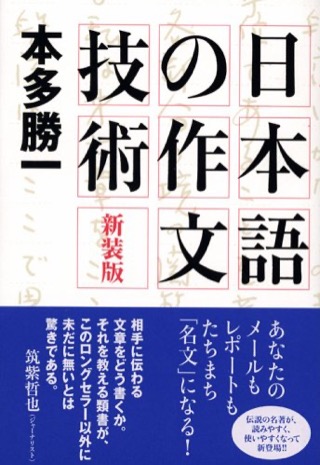 日本語
の作文
技術
新装版
本多勝一
あなたの
メールも
レポートも
たちまち
「名文」になる!
相手に伝わる
文章をどう書くか。
それを教える類書が、
このロングセラー以外に
未だに無いとは
驚きである。
筑紫哲也(ジャーナリスト)
伝説の名著が、
読みやすく、
使いやすくなって
新登場!!